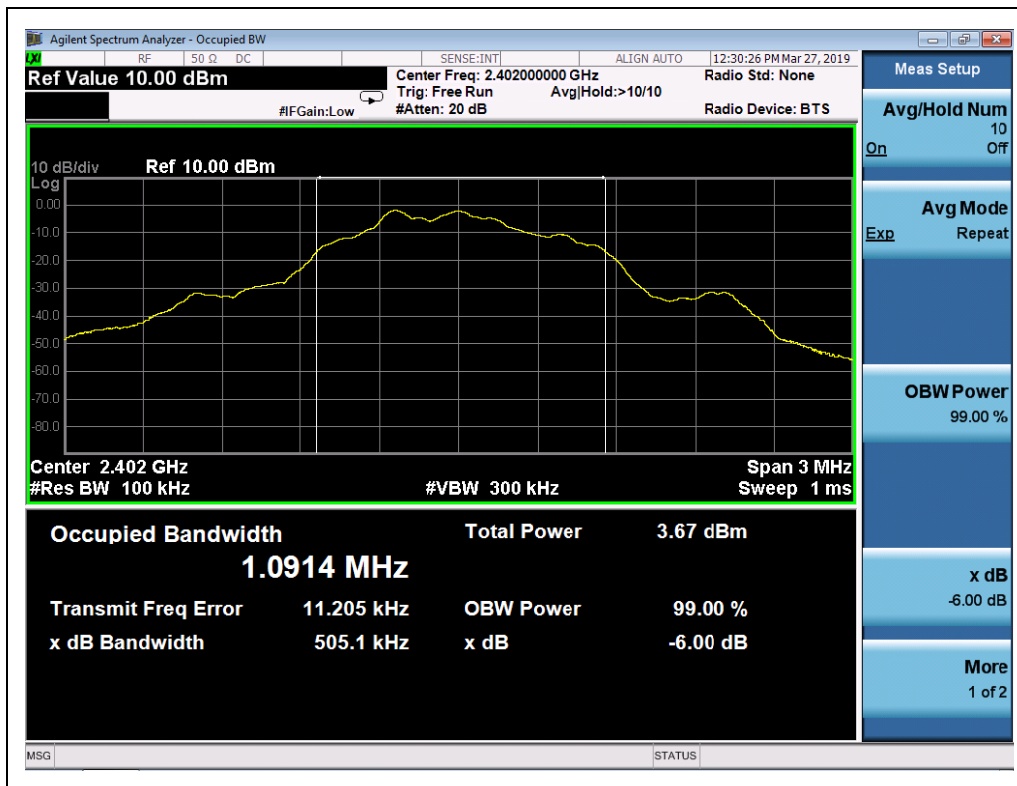 Agilent Spectrum Analyzer - Occupied BW
LXI RF 50 Ω DC SENSE:INT ALIGN AUTO 12:30:26 PM Mar 27, 2019
Ref Value 10.00 dBm
Center Freq: 2.402000000 GHz
Radio Std: None
Trig: Free Run Avg|Hold:>10/10
#IFGain:Low #Atten: 20 dB
Radio Device: BTS
10 dB/div Ref 10.00 dBm
Log
0.00
-10.0
-20.0
-30.0
-40.0
-50.0
-60.0
-70.0
-80.0
Center 2.402 GHz Span 3 MHz
#Res BW 100 kHz #VBW 300 kHz Sweep 1 ms
Occupied Bandwidth Total Power 3.67 dBm
1.0914 MHz
Transmit Freq Error 11.205 kHz OBW Power 99.00 %
x dB Bandwidth 505.1 kHz x dB -6.00 dB
MSG STATUS
Meas Setup
Avg/Hold Num
10
On Off
Avg Mode
Exp Repeat
OBW Power
99.00 %
x dB
-6.00 dB
More
1 of 2